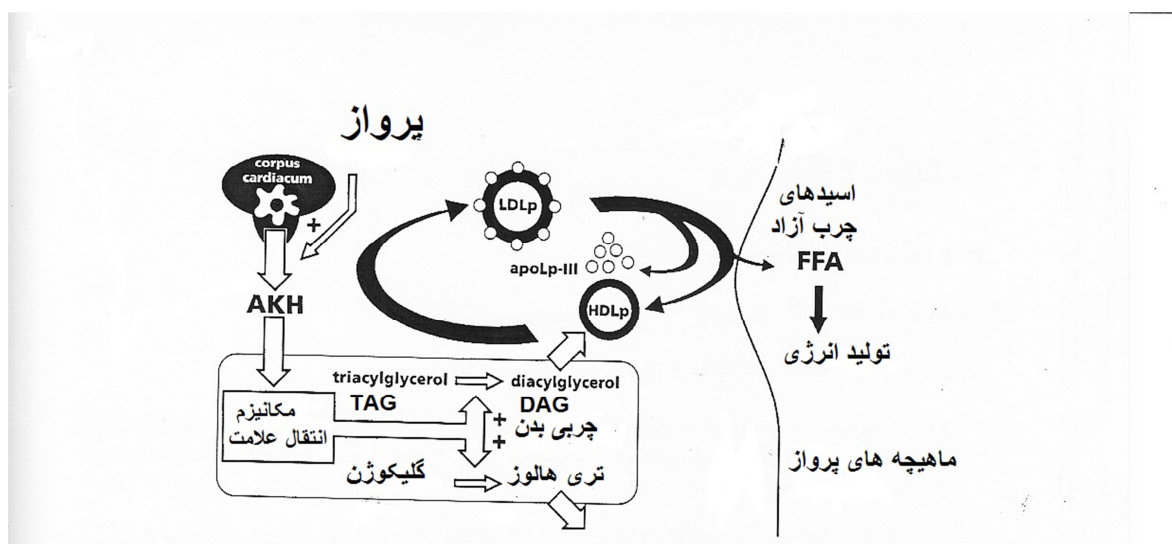 پرواز
corpus
cardiacum
+
AKH
LDLp
apoLp-III
HDLp
اسیدهای
چرب آزاد
FFA
تولید انرژی
triacylglycerol
diacylglycerol
TAG
DAG
مکانیزم
انتقال علامت
+
چربی بدن
+
گلیکوژن
تری هالوز
ماهیچه های پرواز